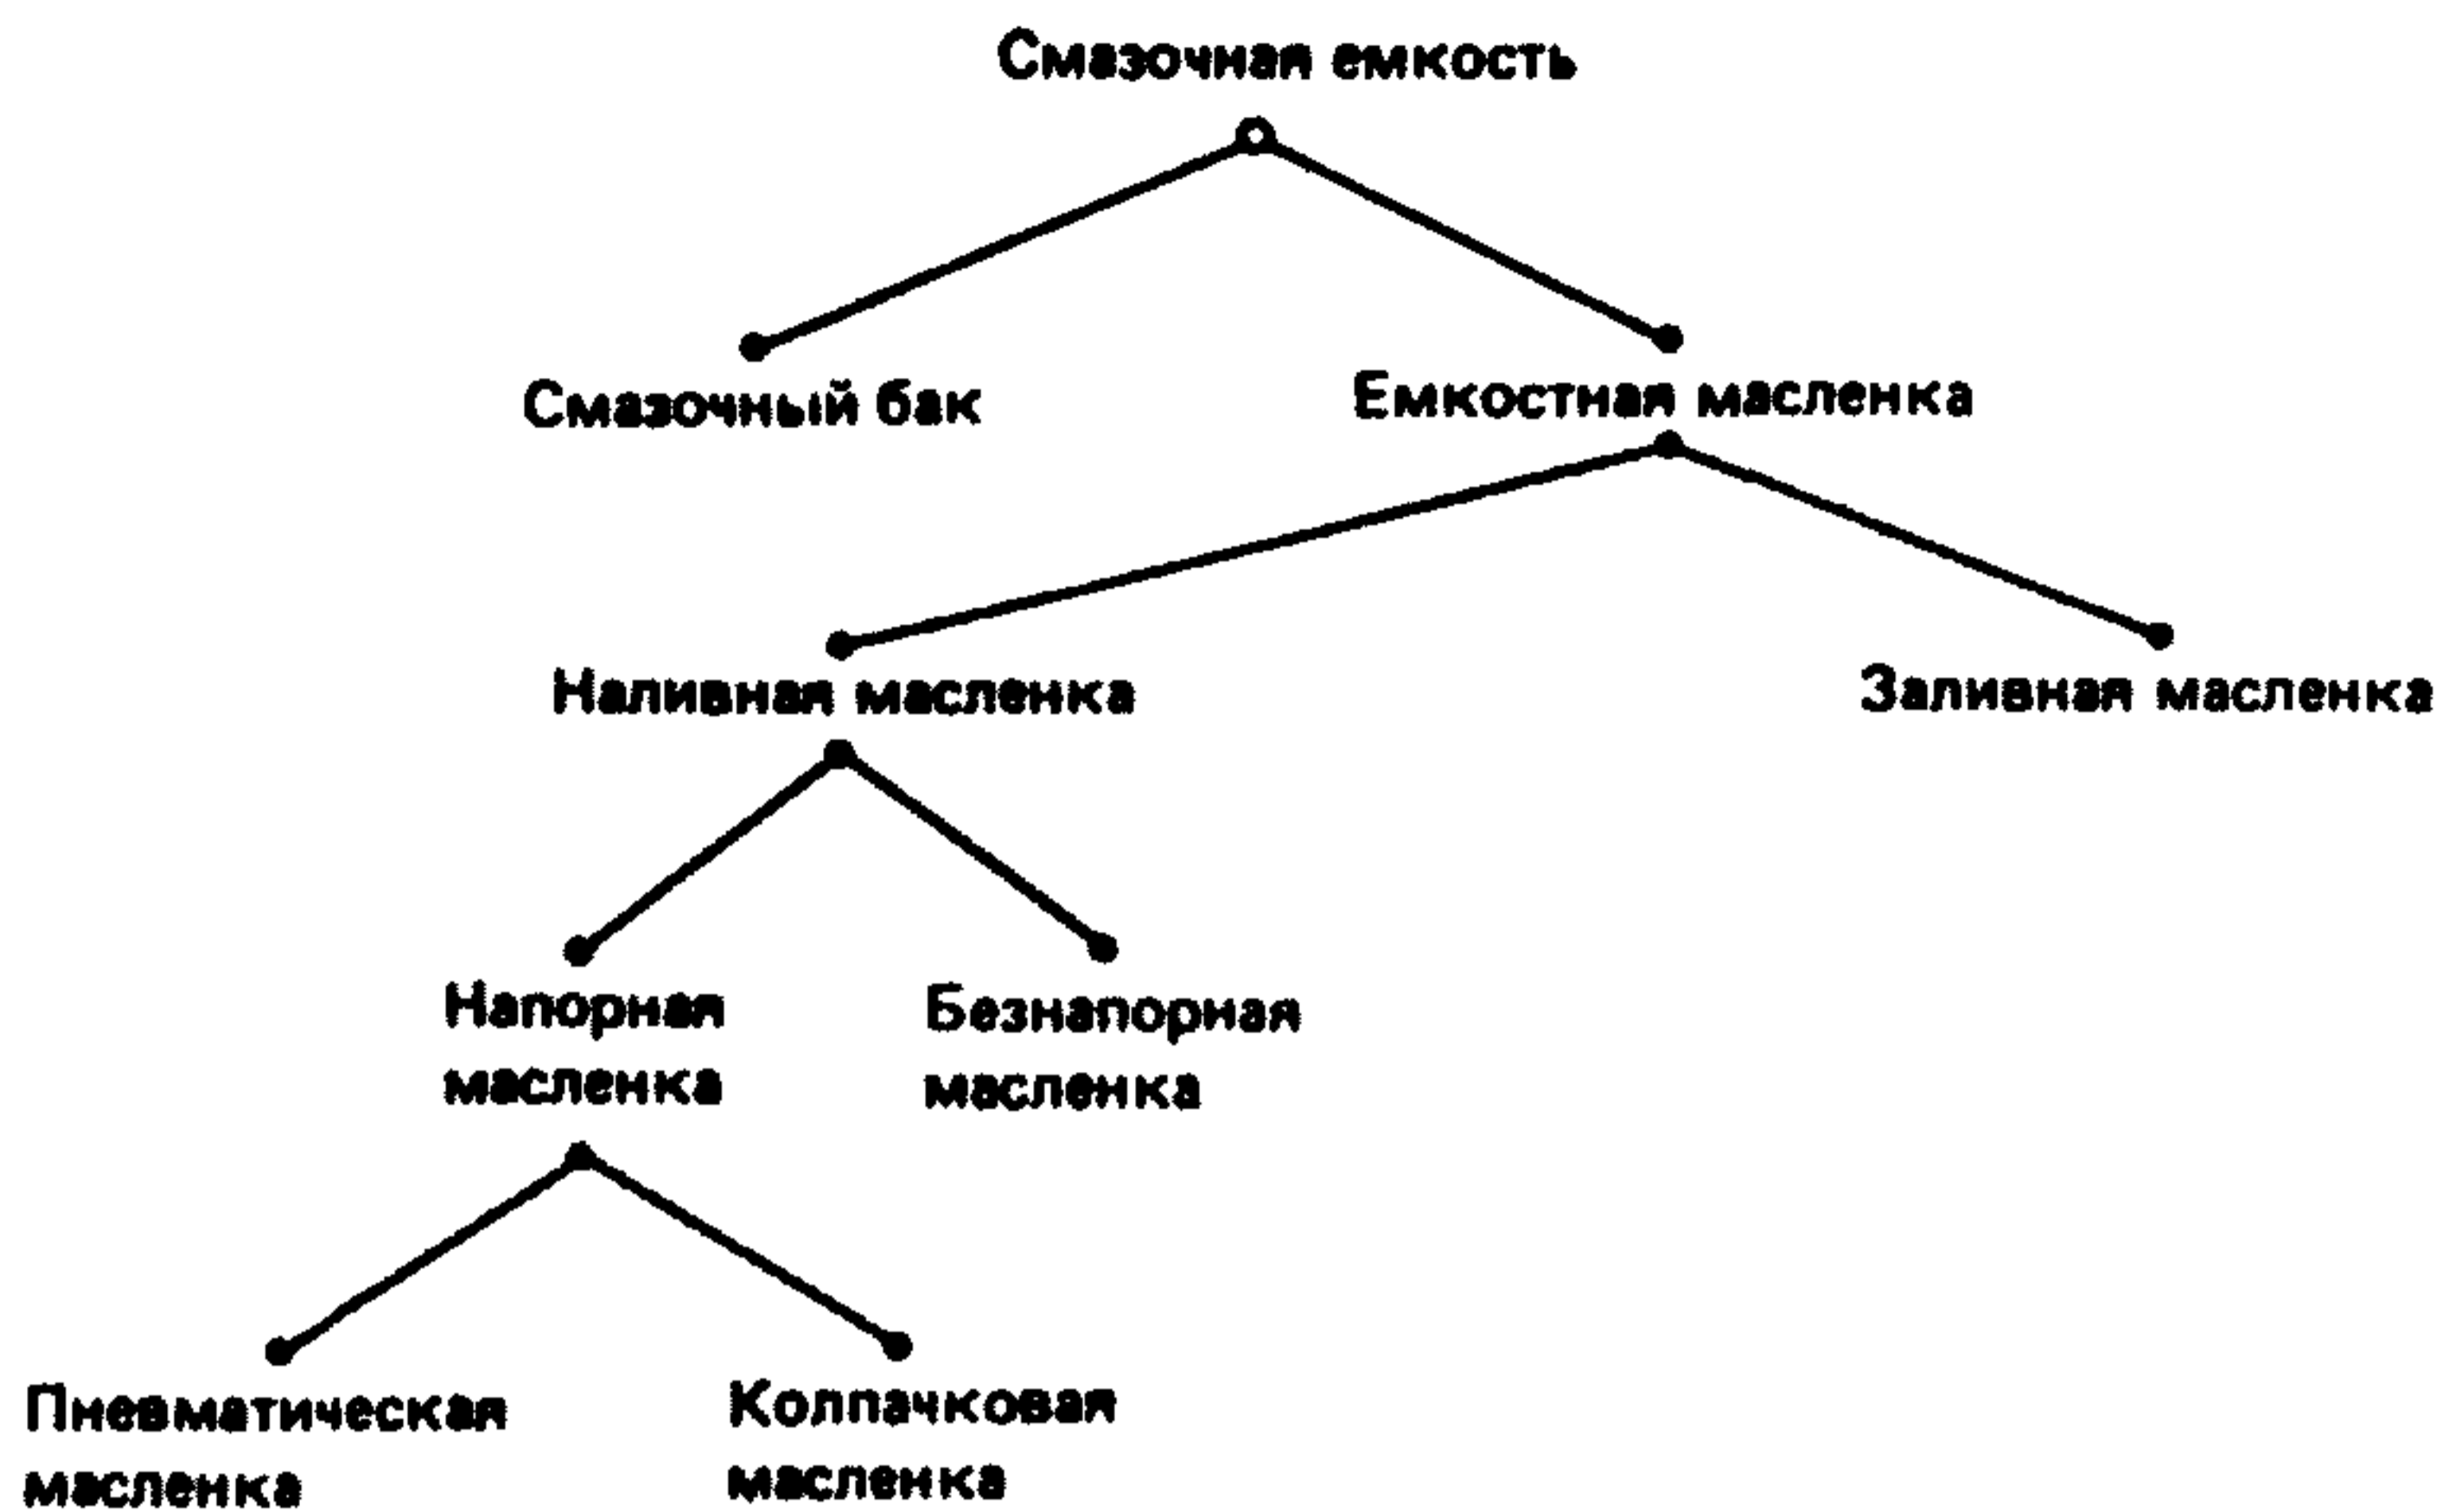 Смазочная емкость
Смазочный бак
Емкостная масленка
Наливная масленка
Заливная масленка
Напорная
масленка
Безнапорная
масленка
Пневматическая
масленка
Колпачковая
масленка